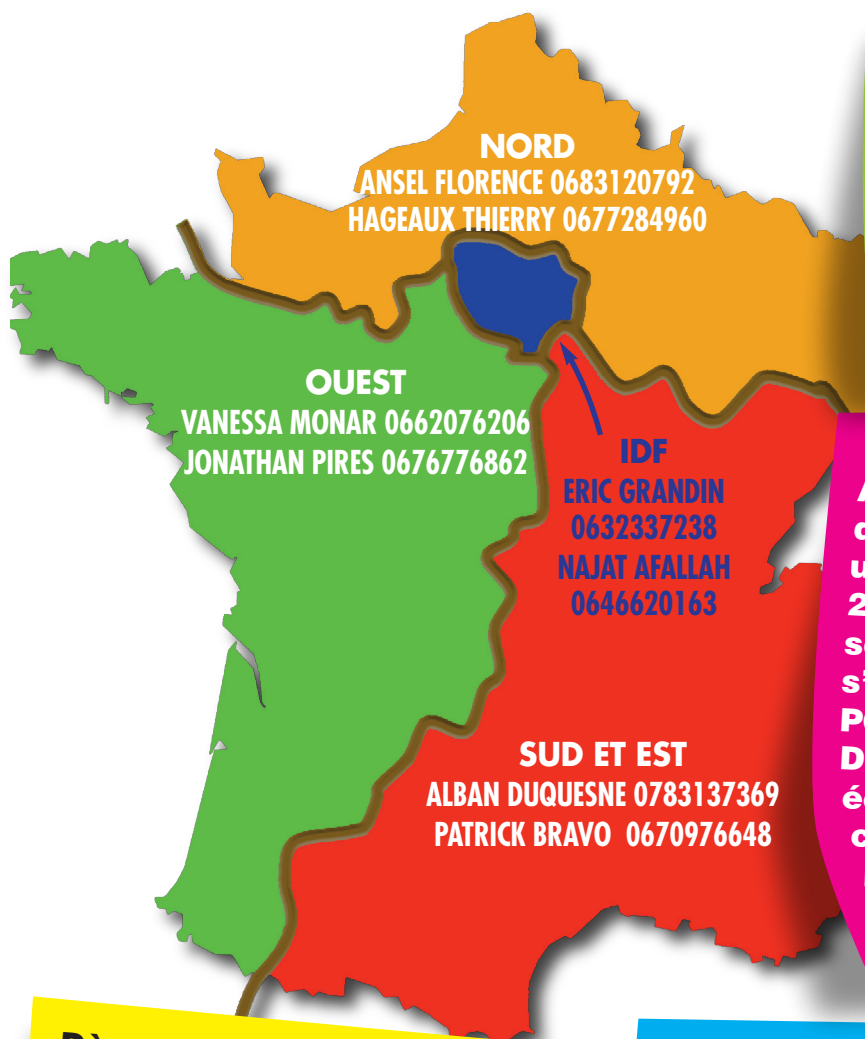 NORD
ANSEL FLORENCE 0683120792
HAGEAUX THIERRY 0677284960
OUEST
VANESSA MONAR 0662076206
JONATHAN PIRES 0676776862
IDF
ERIC GRANDIN
0632337238
NAJAT AFALLAH
0646620163
SUD ET EST
ALBAN DUQUESNE 0783137369
PATRICK BRAVO 0670976648